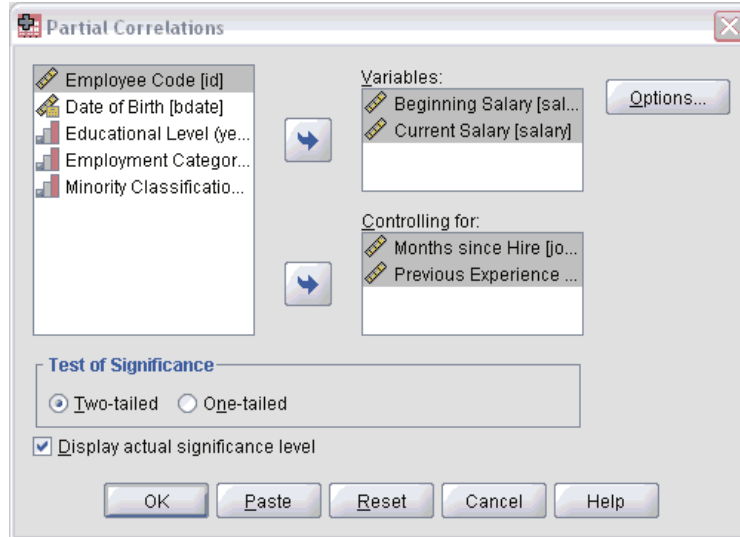 Partial Correlations
Employee Code [id]
Date of Birth [bdate]
Educational Level (ye...
Employment Categor...
Minority Classificatio...
Variables:
Beginning Salary [sal...
Current Salary [salary]
Options...
Controlling for:
Months since Hire [jo...
Previous Experience ...
Test of Significance
Two-tailed One-tailed
Display actual significance level
OK Paste Reset Cancel Help